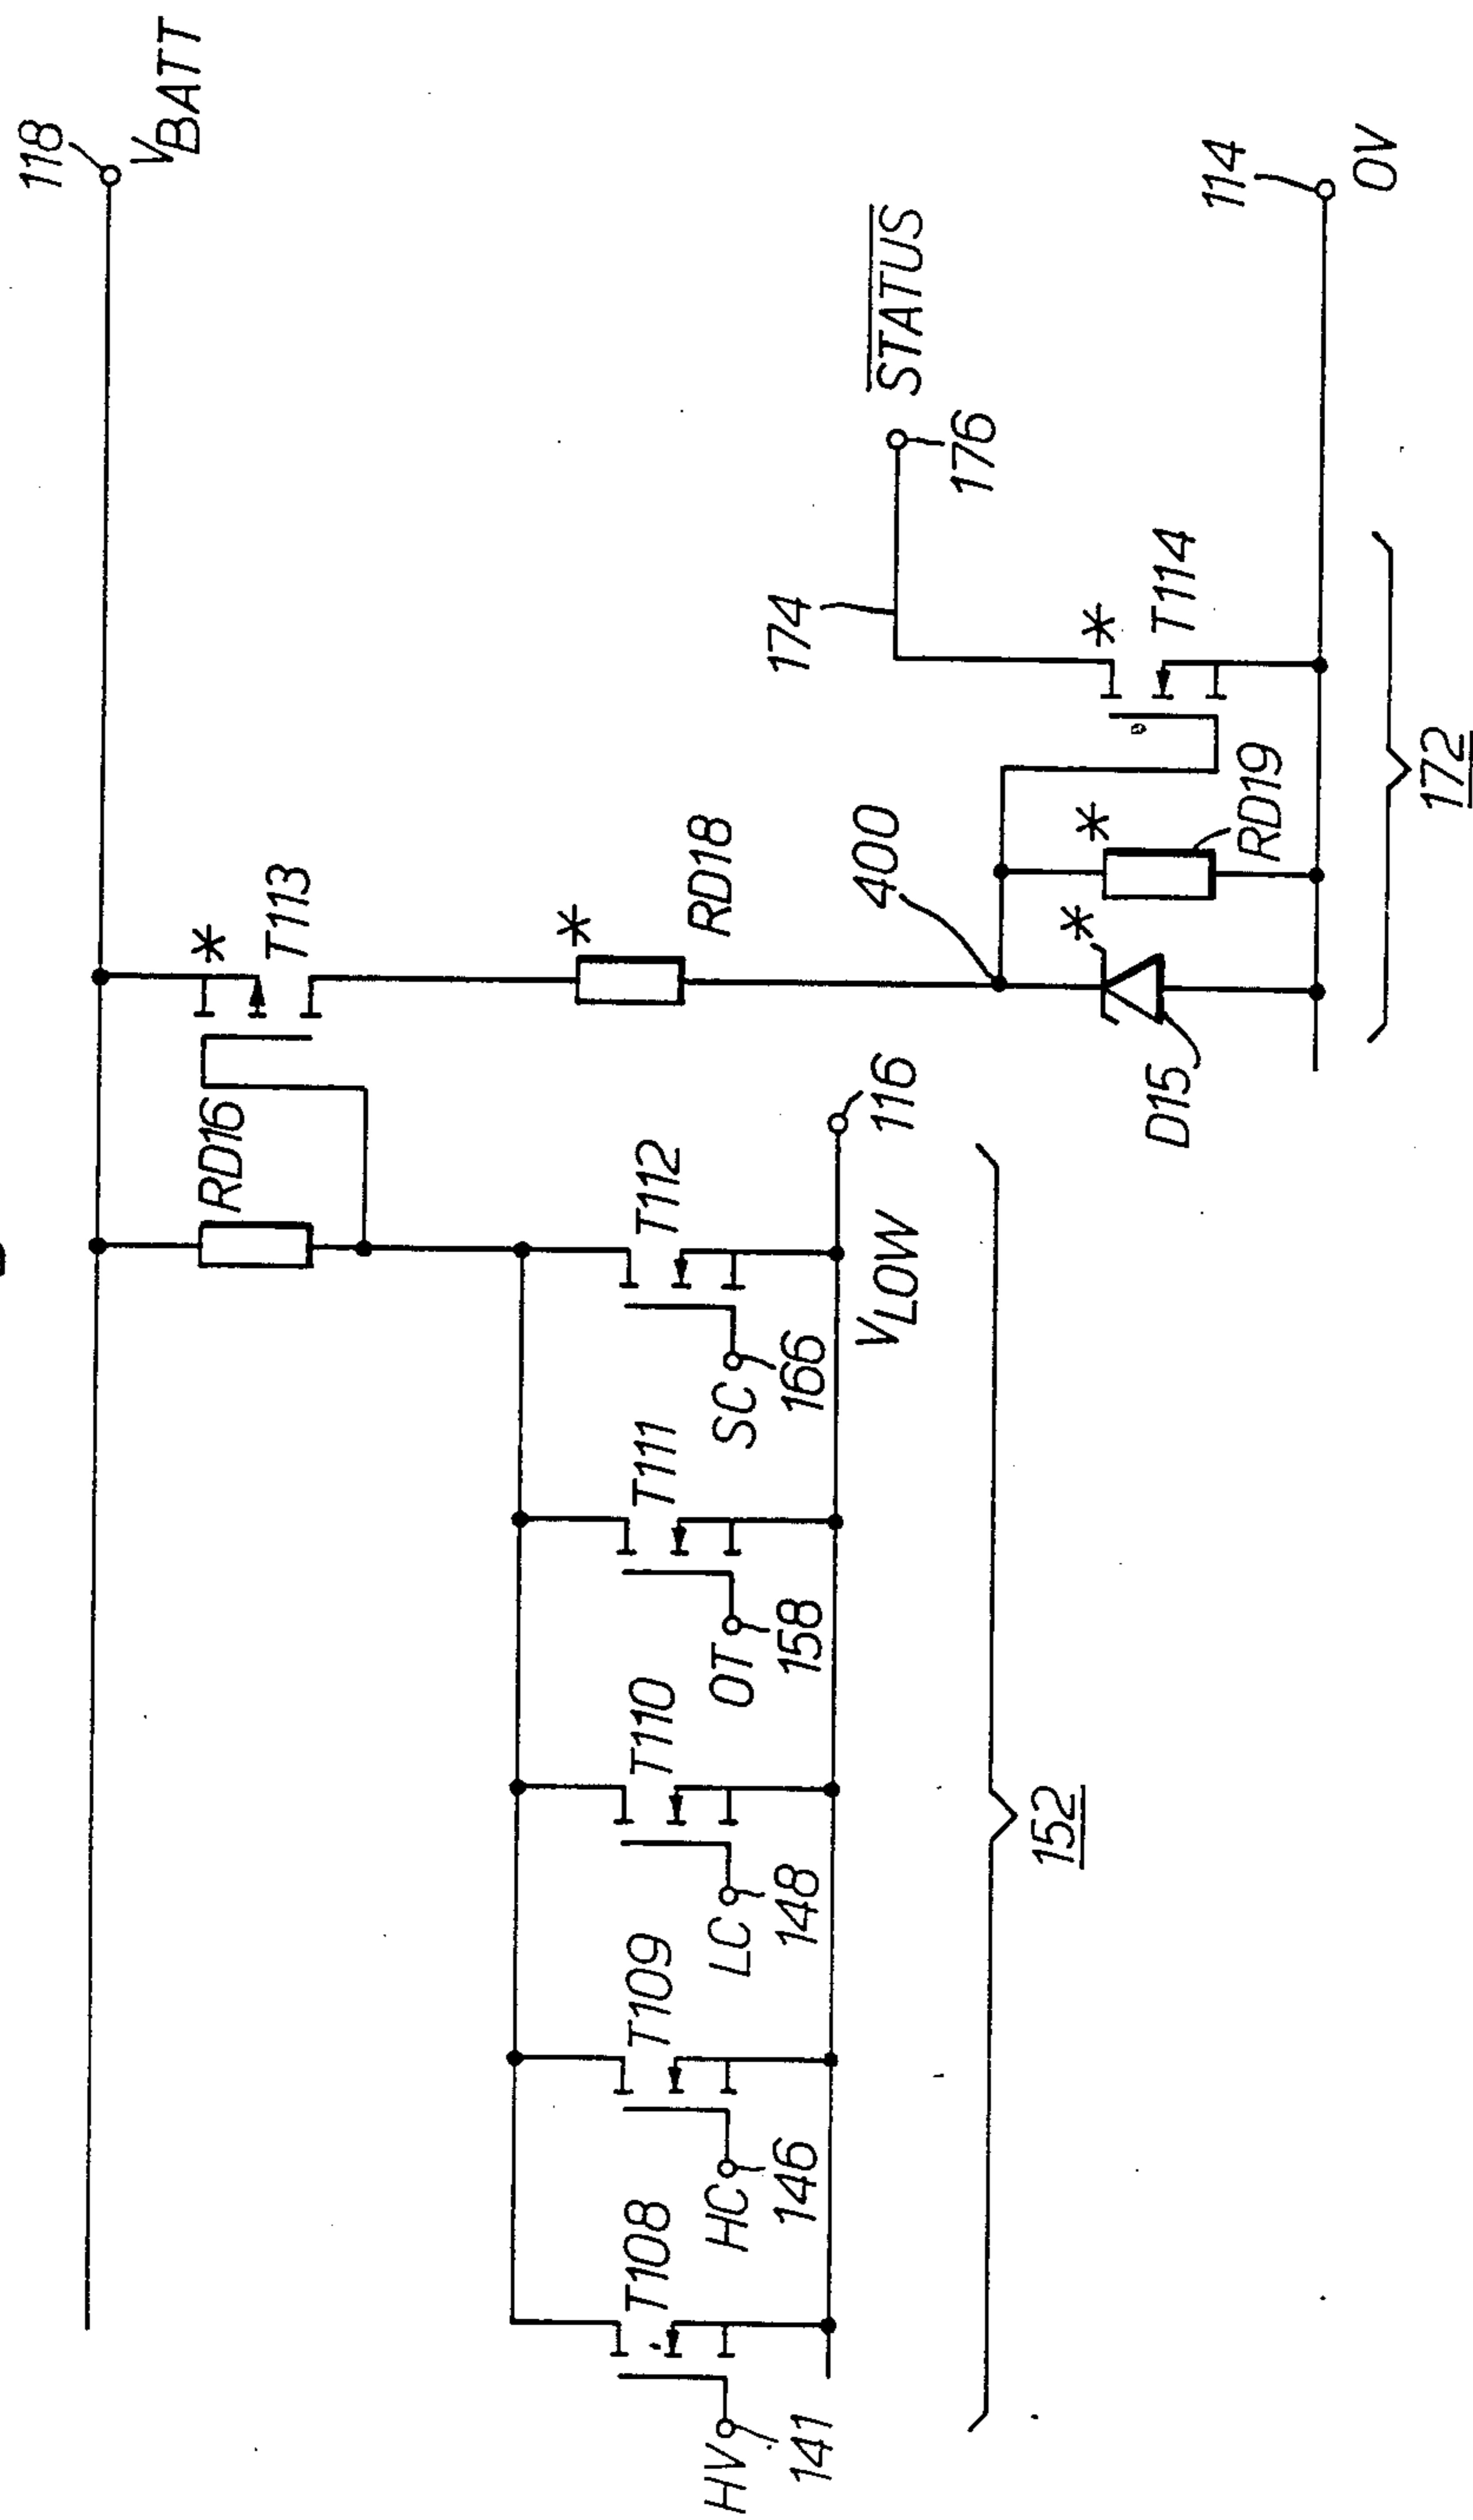 118
VBATT
RD16
*
T113
*
RD18
174
STATUS
176
400
*
T114
114
0V
*
*
RD19
D15
172
T108
T109
T110
T111
T112
HV
141
HC
146
LC
148
OT
158
SC
166
VLOW
116
152